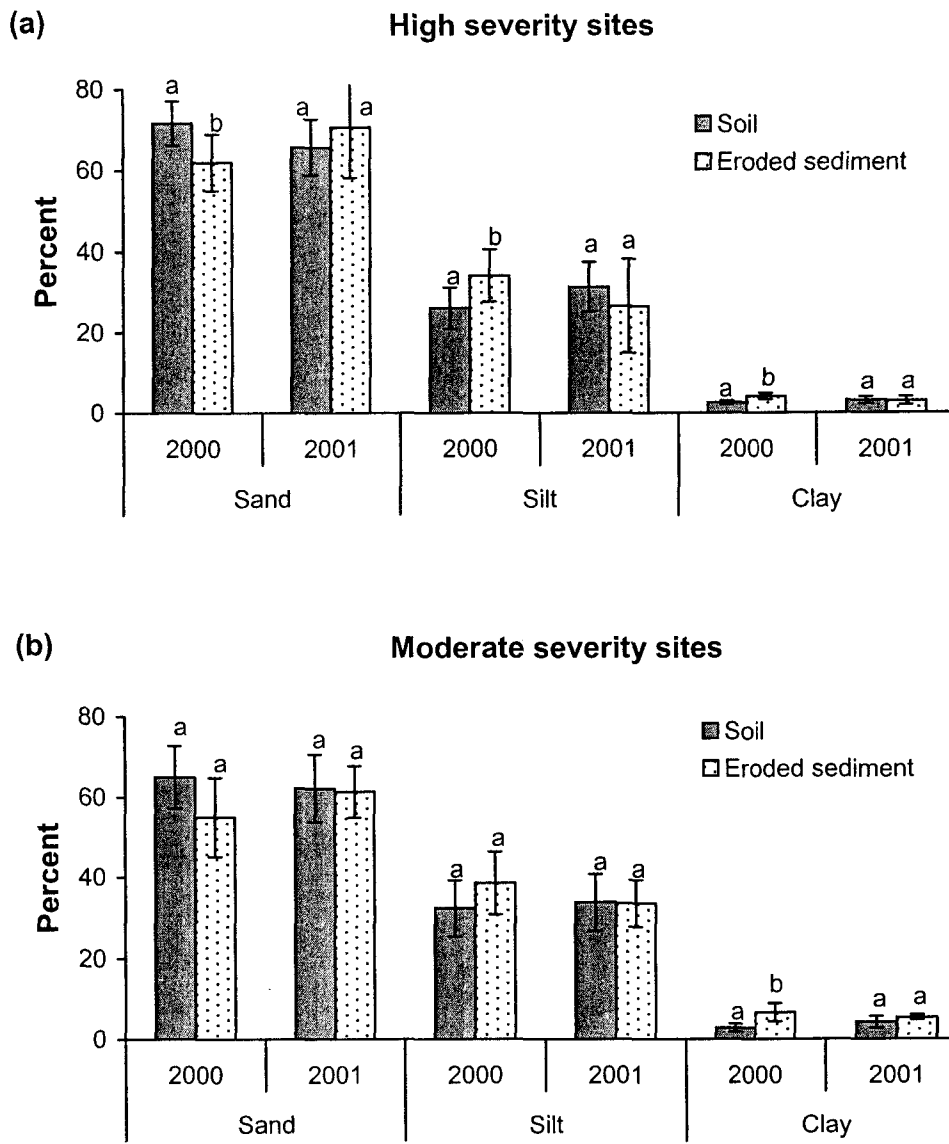 (a)
High severity sites
Percent
80
60
40
20
0
a
b
a
a
a
b
a
a
a
b
a
a
Soil
Eroded sediment
2000
2001
2000
2001
2000
2001
Sand
Silt
Clay
(b)
Moderate severity sites
Percent
80
60
40
20
0
a
a
a
a
a
a
a
a
a
b
a
a
Soil
Eroded sediment
2000
2001
2000
2001
2000
2001
Sand
Silt
Clay